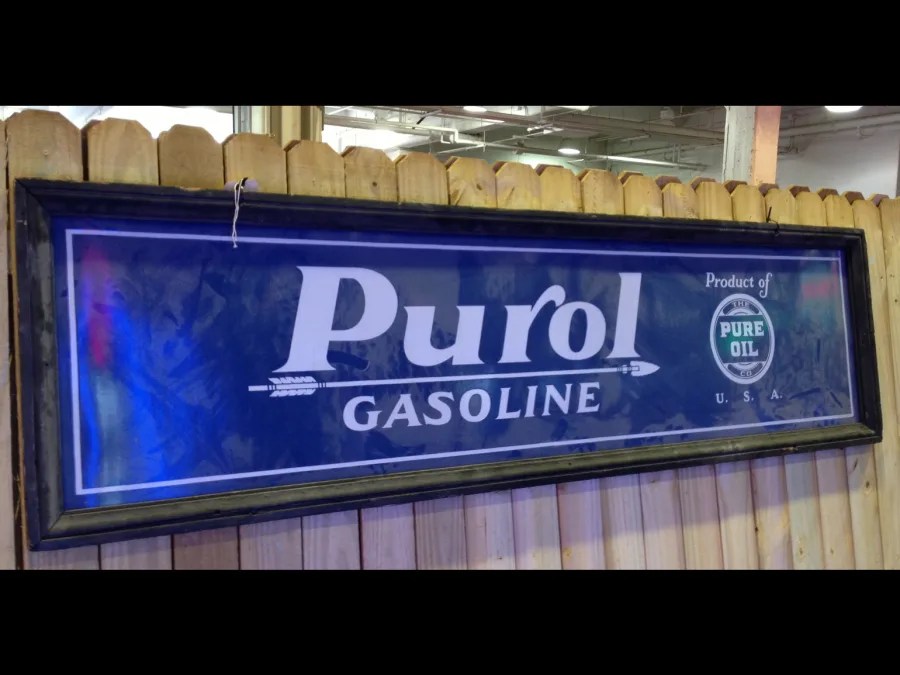 Purol
GASOLINE
Product of
THE
PURE
OIL
CO
U. S. A.